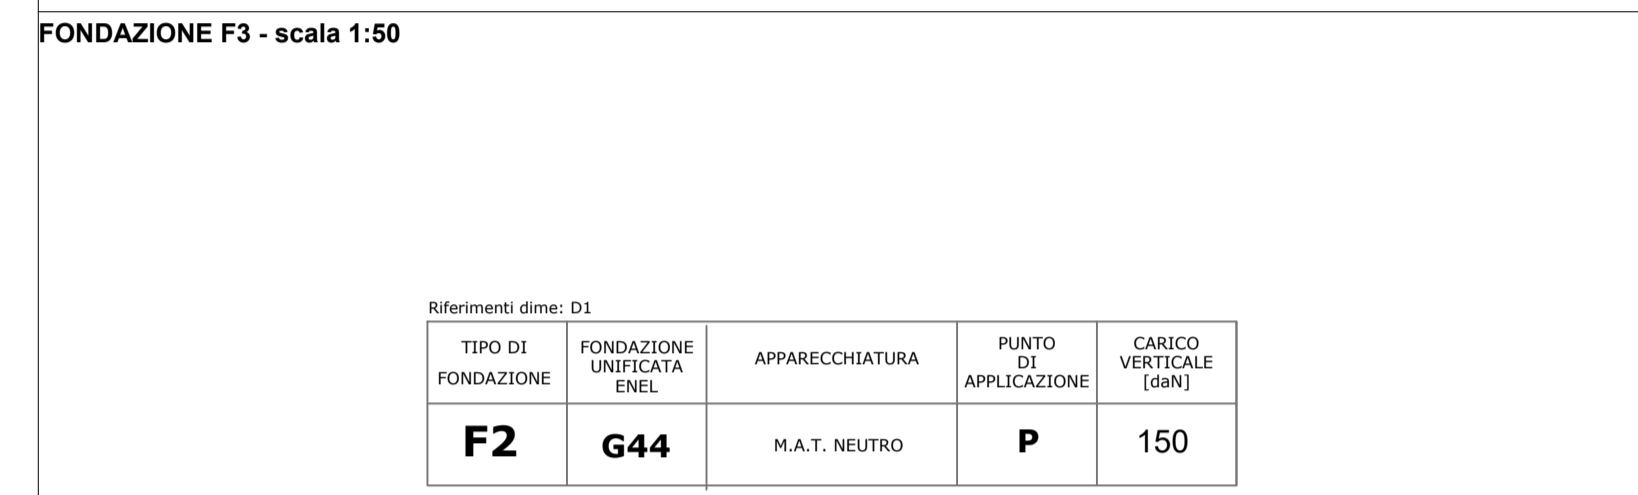 FONDAZIONE F3 - scala 1:50
Riferimenti dime: D1
TIPO DI
FONDAZIONE
FONDAZIONE
UNIFICATA
ENEL
APPARECCHIATURA
PUNTO
DI
APPLICAZIONE
CARICO
VERTICALE
[daN]
F2
G44
M.A.T. NEUTRO
P
150